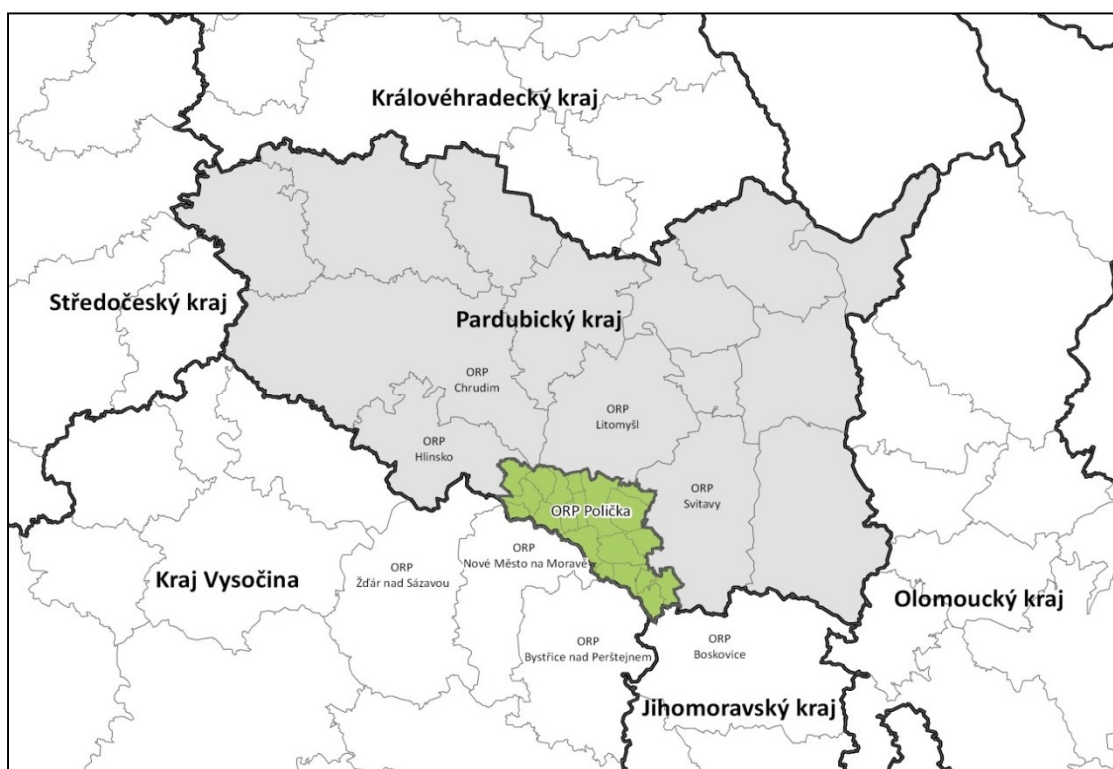 Královéhradecký kraj
Středočeský kraj
Pardubický kraj
ORP
Chrudim
ORP
Litomyšl
ORP
Hlinsko
ORP
Svitavy
ORP Polička
ORP
Nové Město na Moravě
ORP
Žďár nad Sázavou
Kraj Vysočina
Olomoucký kraj
ORP
Bystřice nad Perštejnem
ORP
Boskovice
Jihomoravský kraj